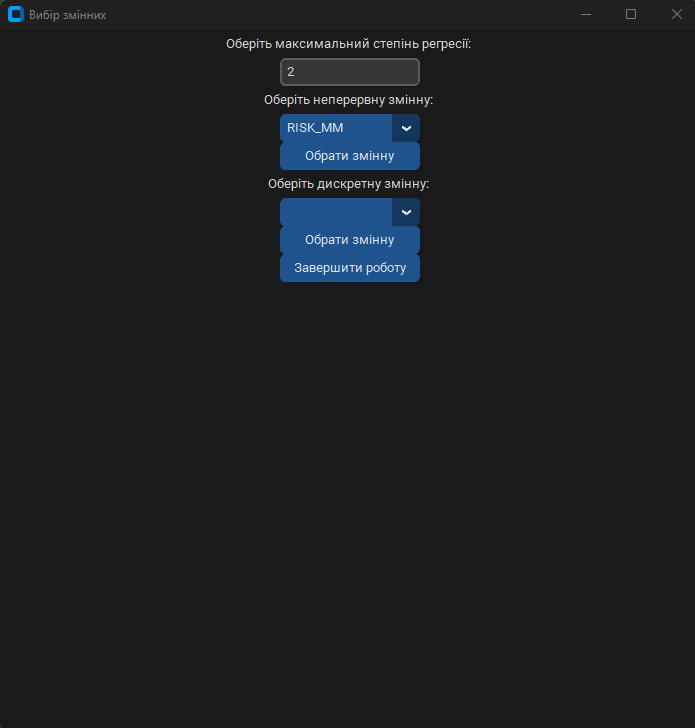 Вибір змінних
Оберіть максимальний степінь регресії:
2
Оберіть неперервну змінну:
RISK_MM
Обрати змінну
Оберіть дискретну змінну:
Обрати змінну
Завершити роботу